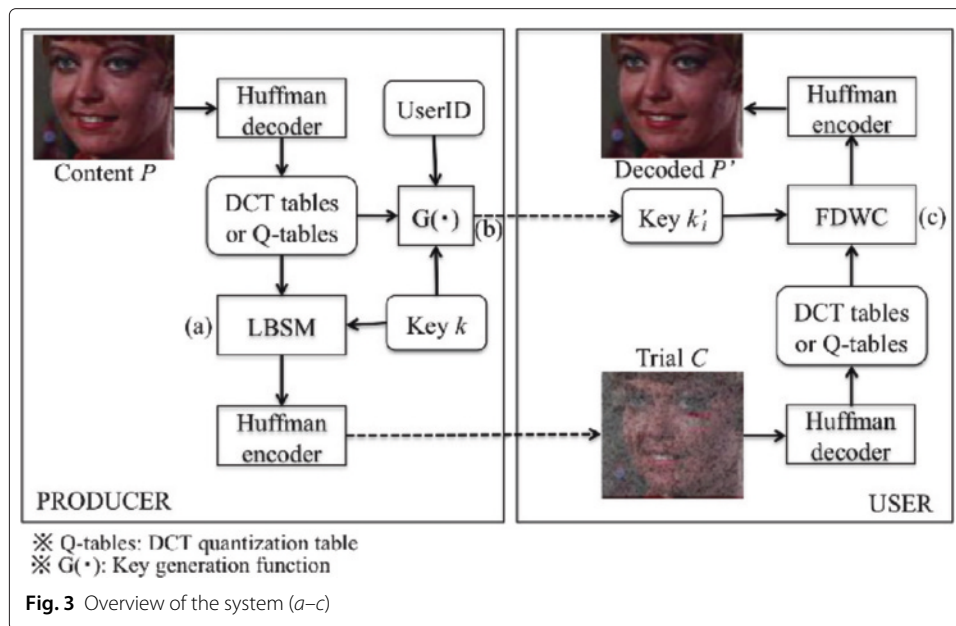 Content P
Huffman
decoder
DCT tables
or Q-tables
(a)
LBSM
Huffman
encoder
UserID
G(·)
(b)
Key k
PRODUCER
Decoded P'
Huffman
encoder
Key k'i
FDWC
(c)
DCT tables
or Q-tables
Trial C
Huffman
decoder
USER
※ Q-tables: DCT quantization table
※ G(·): Key generation function
Fig. 3 Overview of the system (a–c)